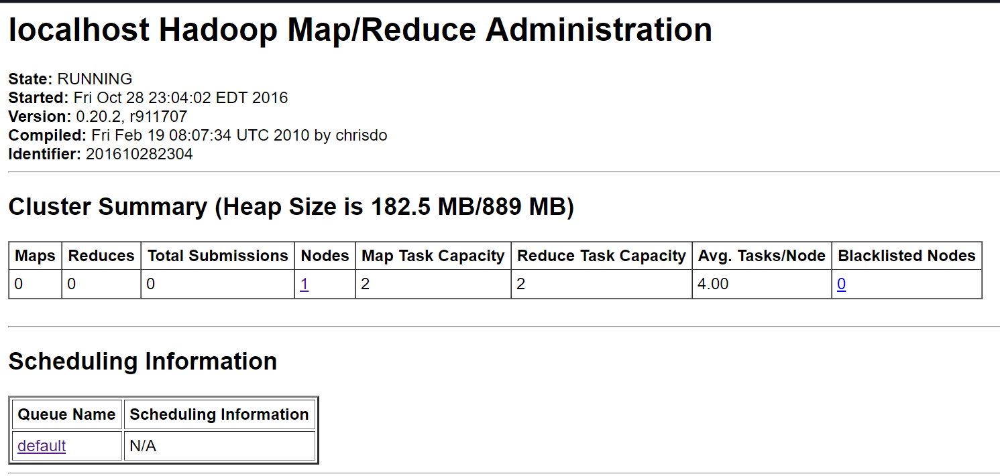 localhost Hadoop Map/Reduce Administration
State: RUNNING
Started: Fri Oct 28 23:04:02 EDT 2016
Version: 0.20.2, r911707
Compiled: Fri Feb 19 08:07:34 UTC 2010 by chrisdo
Identifier: 201610282304
Cluster Summary (Heap Size is 182.5 MB/889 MB)
Maps Reduces Total Submissions Nodes Map Task Capacity Reduce Task Capacity Avg. Tasks/Node Blacklisted Nodes
0 0 0 1 2 2 4.00 0
Scheduling Information
Queue Name Scheduling Information
default N/A